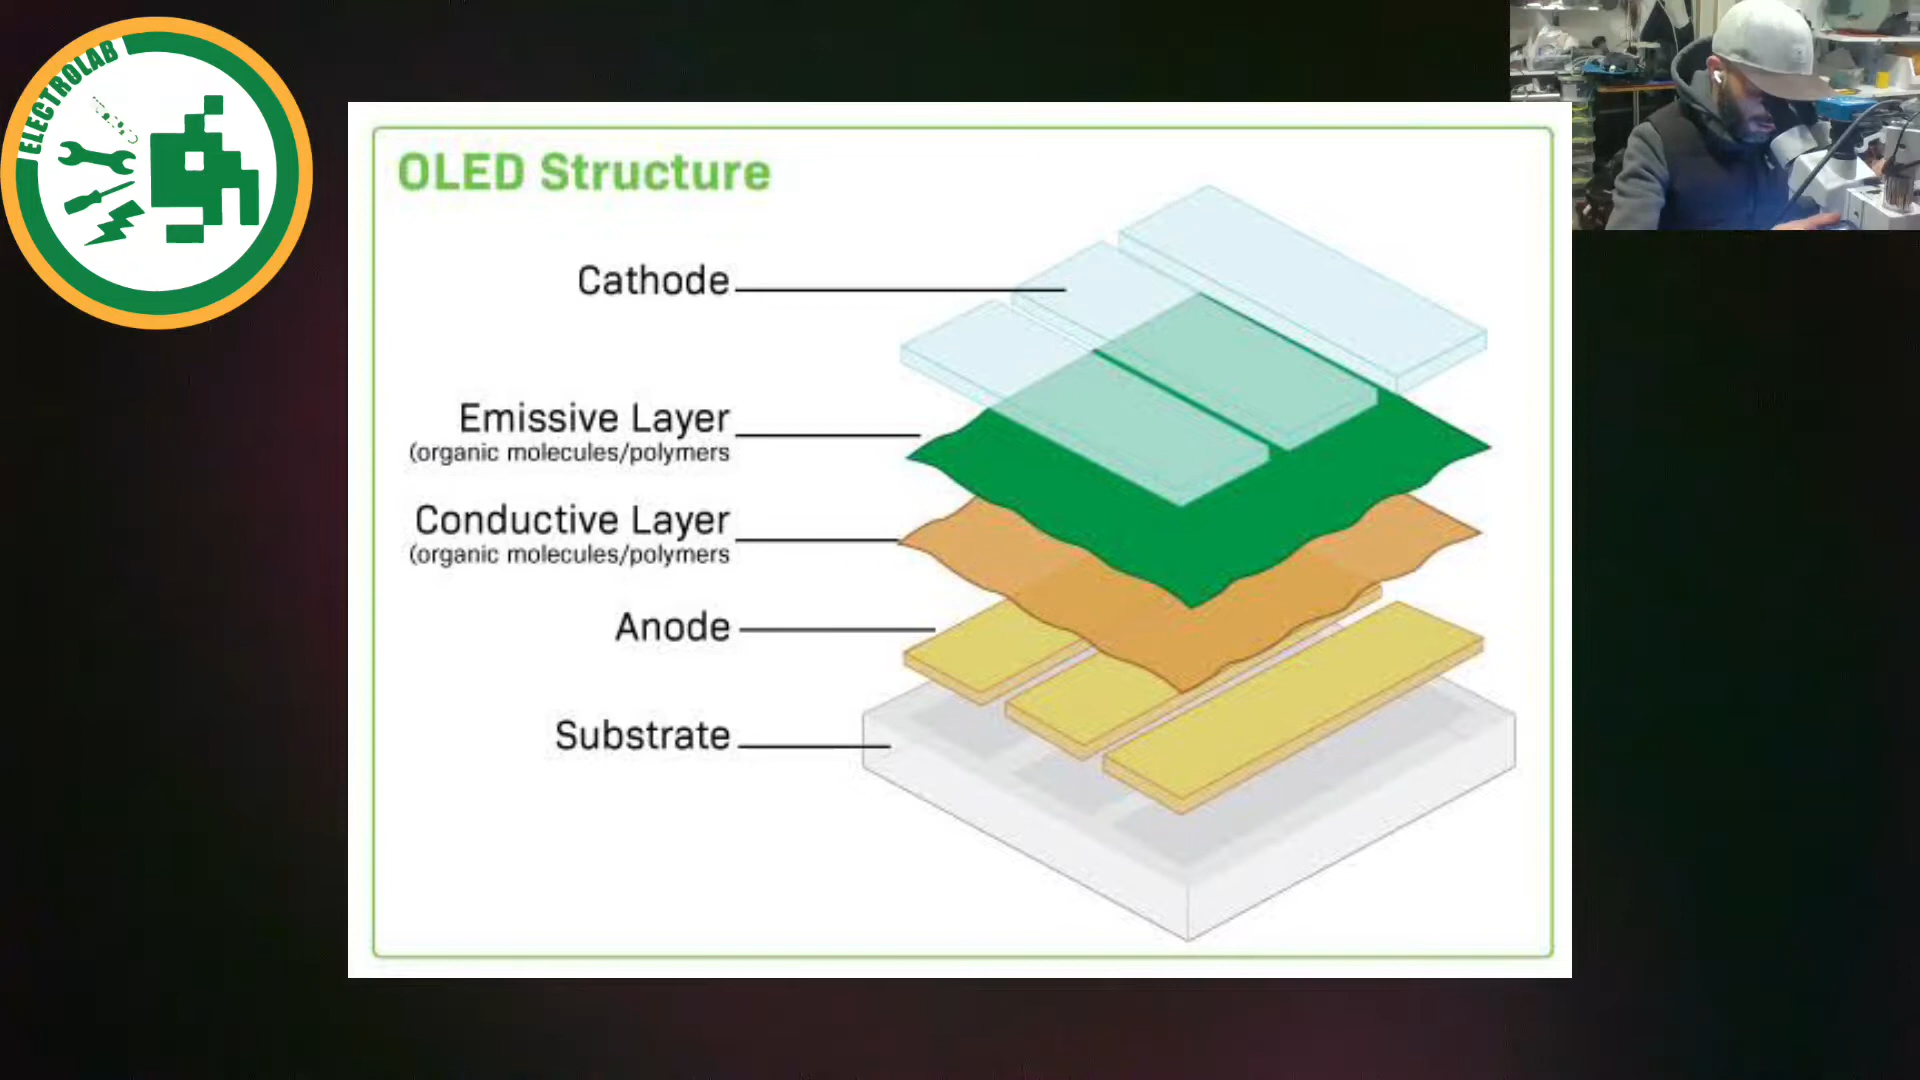 ELECTROLAB
OLED Structure
Cathode
Emissive Layer
(organic molecules/polymers
Conductive Layer
(organic molecules/polymers
Anode
Substrate